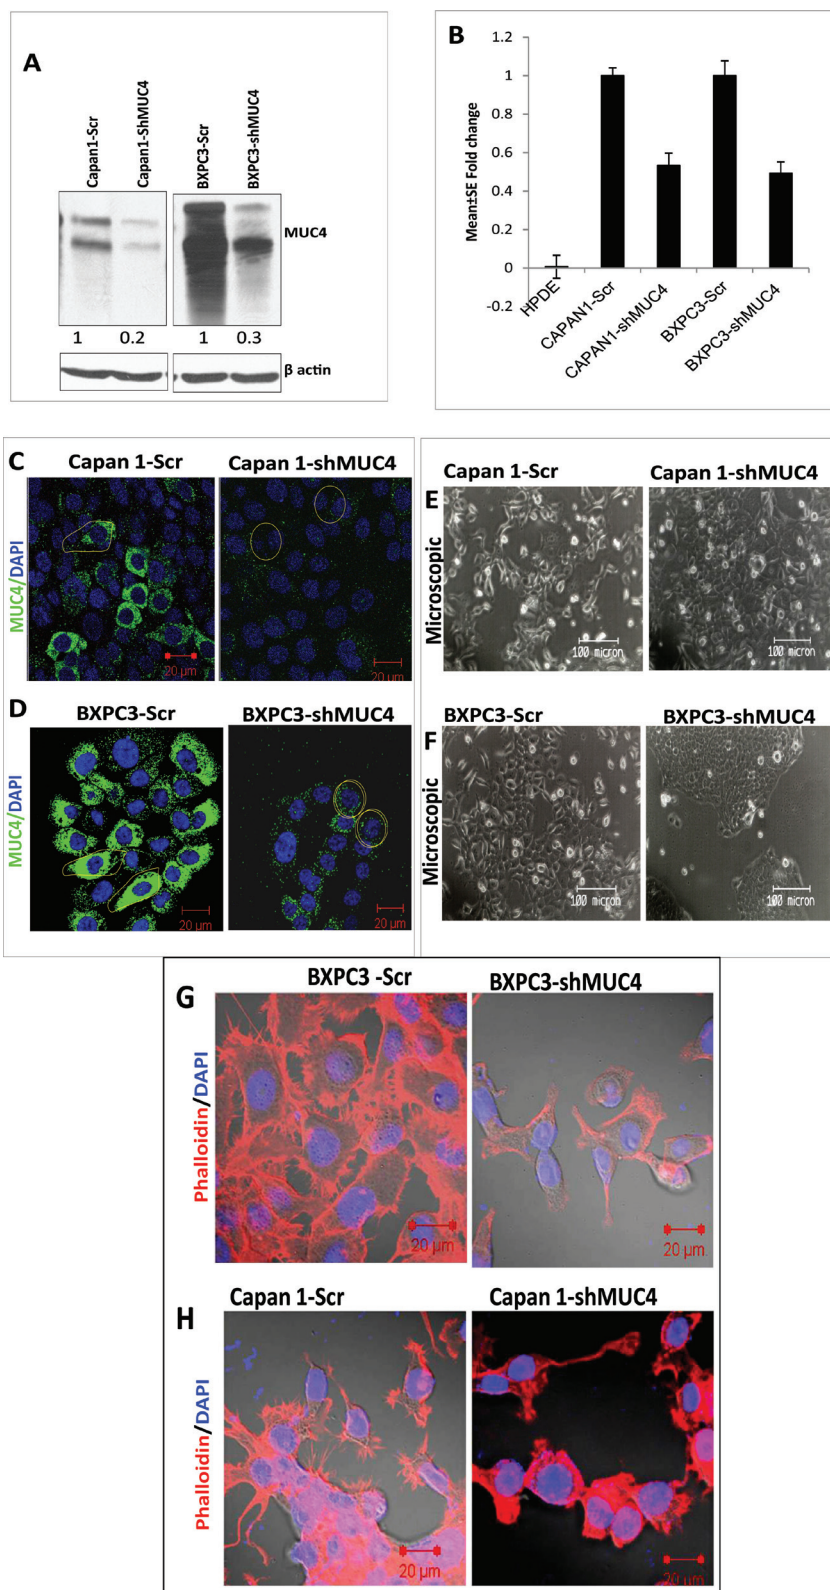 A
Capan1-Scr
Capan1-ShMUC4
BXPC3-Scr
BXPC3-shMUC4
MUC4
1 0.2 1 0.3
β actin
B
Mean±SE Fold change
1.2
1
0.8
0.6
0.4
0.2
0
-0.2
HPDE
CAPAN1-Scr
CAPAN1-shMUC4
BXPC3-Scr
BXPC3-shMUC4
C
Capan 1-Scr
Capan 1-shMUC4
MUC4/DAPI
20 µm
20 µm
D
BXPC3-Scr
BXPC3-shMUC4
MUC4/DAPI
20 µm
20 µm
E
Capan 1-Scr
Capan 1-shMUC4
Microscopic
100 micron
100 micron
F
BXPC3-Scr
BXPC3-shMUC4
Microscopic
100 micron
100 micron
G
BXPC3 -Scr
BXPC3-shMUC4
Phalloidin/DAPI
20 µm
20 µm
H
Capan 1-Scr
Capan 1-shMUC4
Phalloidin/DAPI
20 µm
20 µm